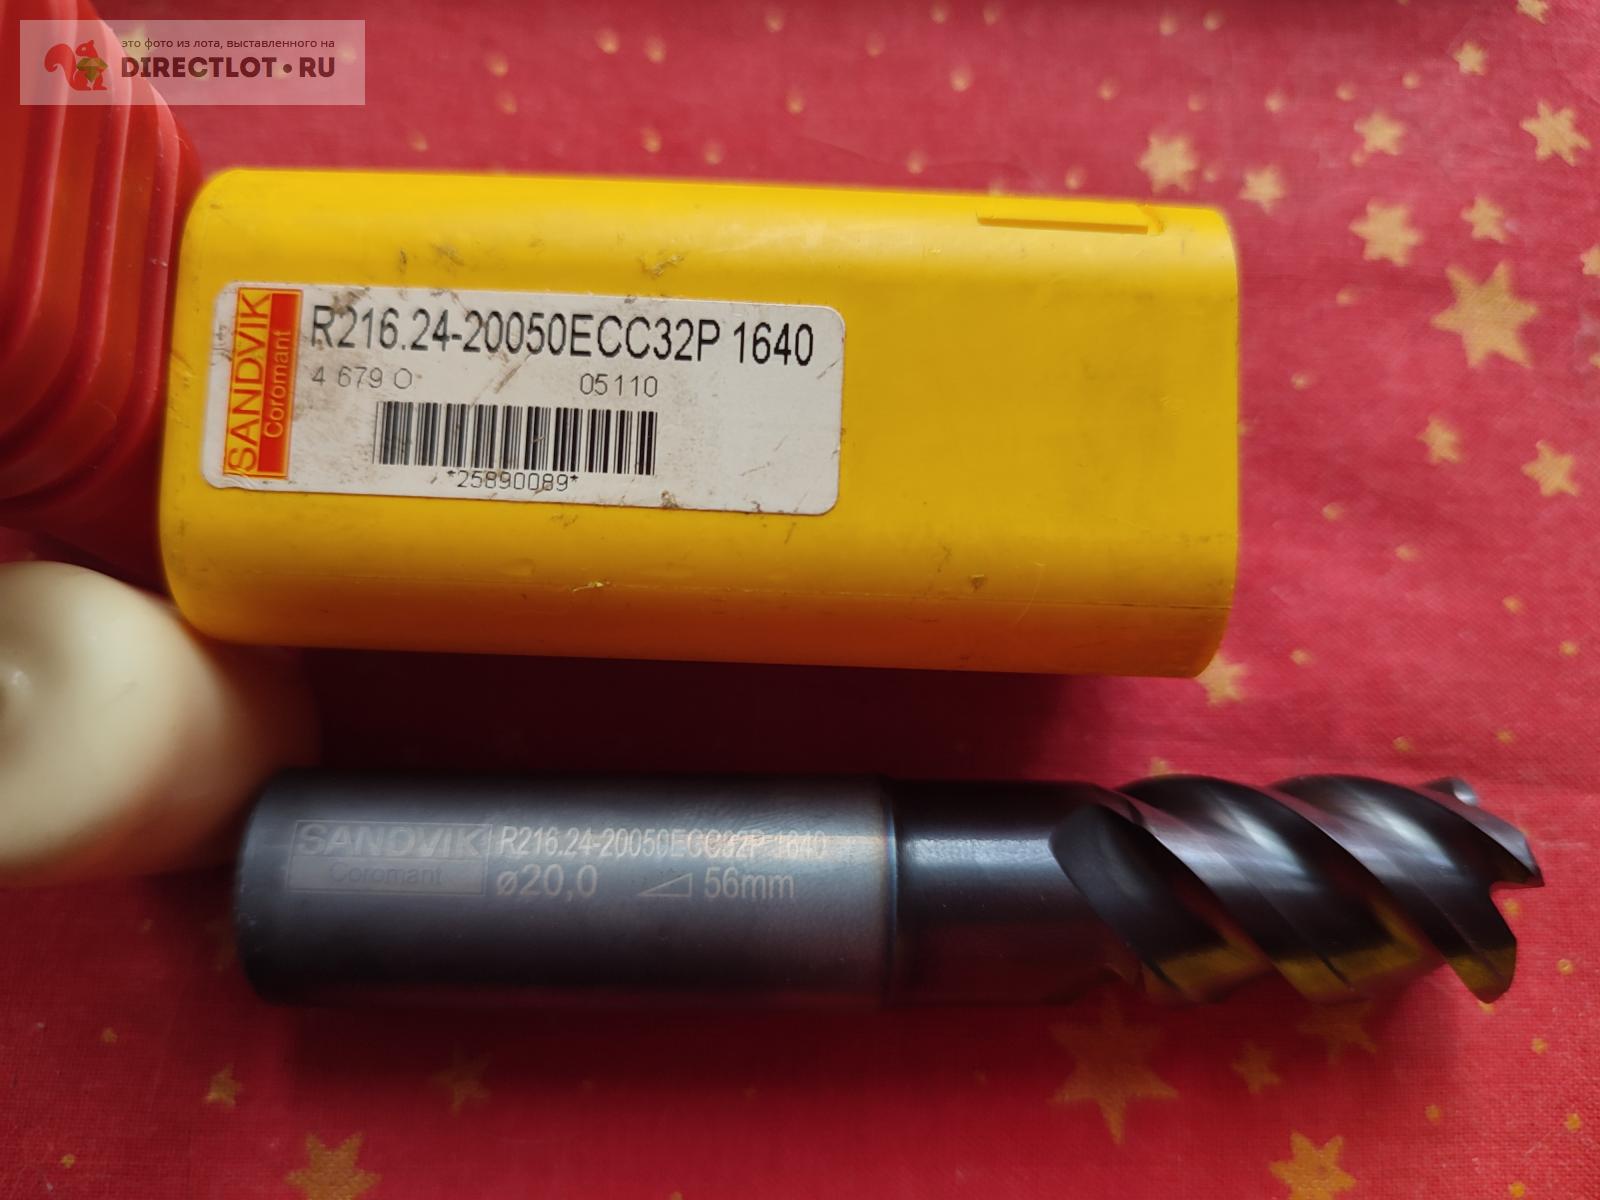 это фото из лота, выставленного на
DIRECTLOT•RU
SANDVIK
Coromant
R216.24-20050ECC32P 1640
4 679 O 05110
*25890089*
SANDVIK
Coromant
R216.24-20050ECC32P 1640
ø20,0 56mm